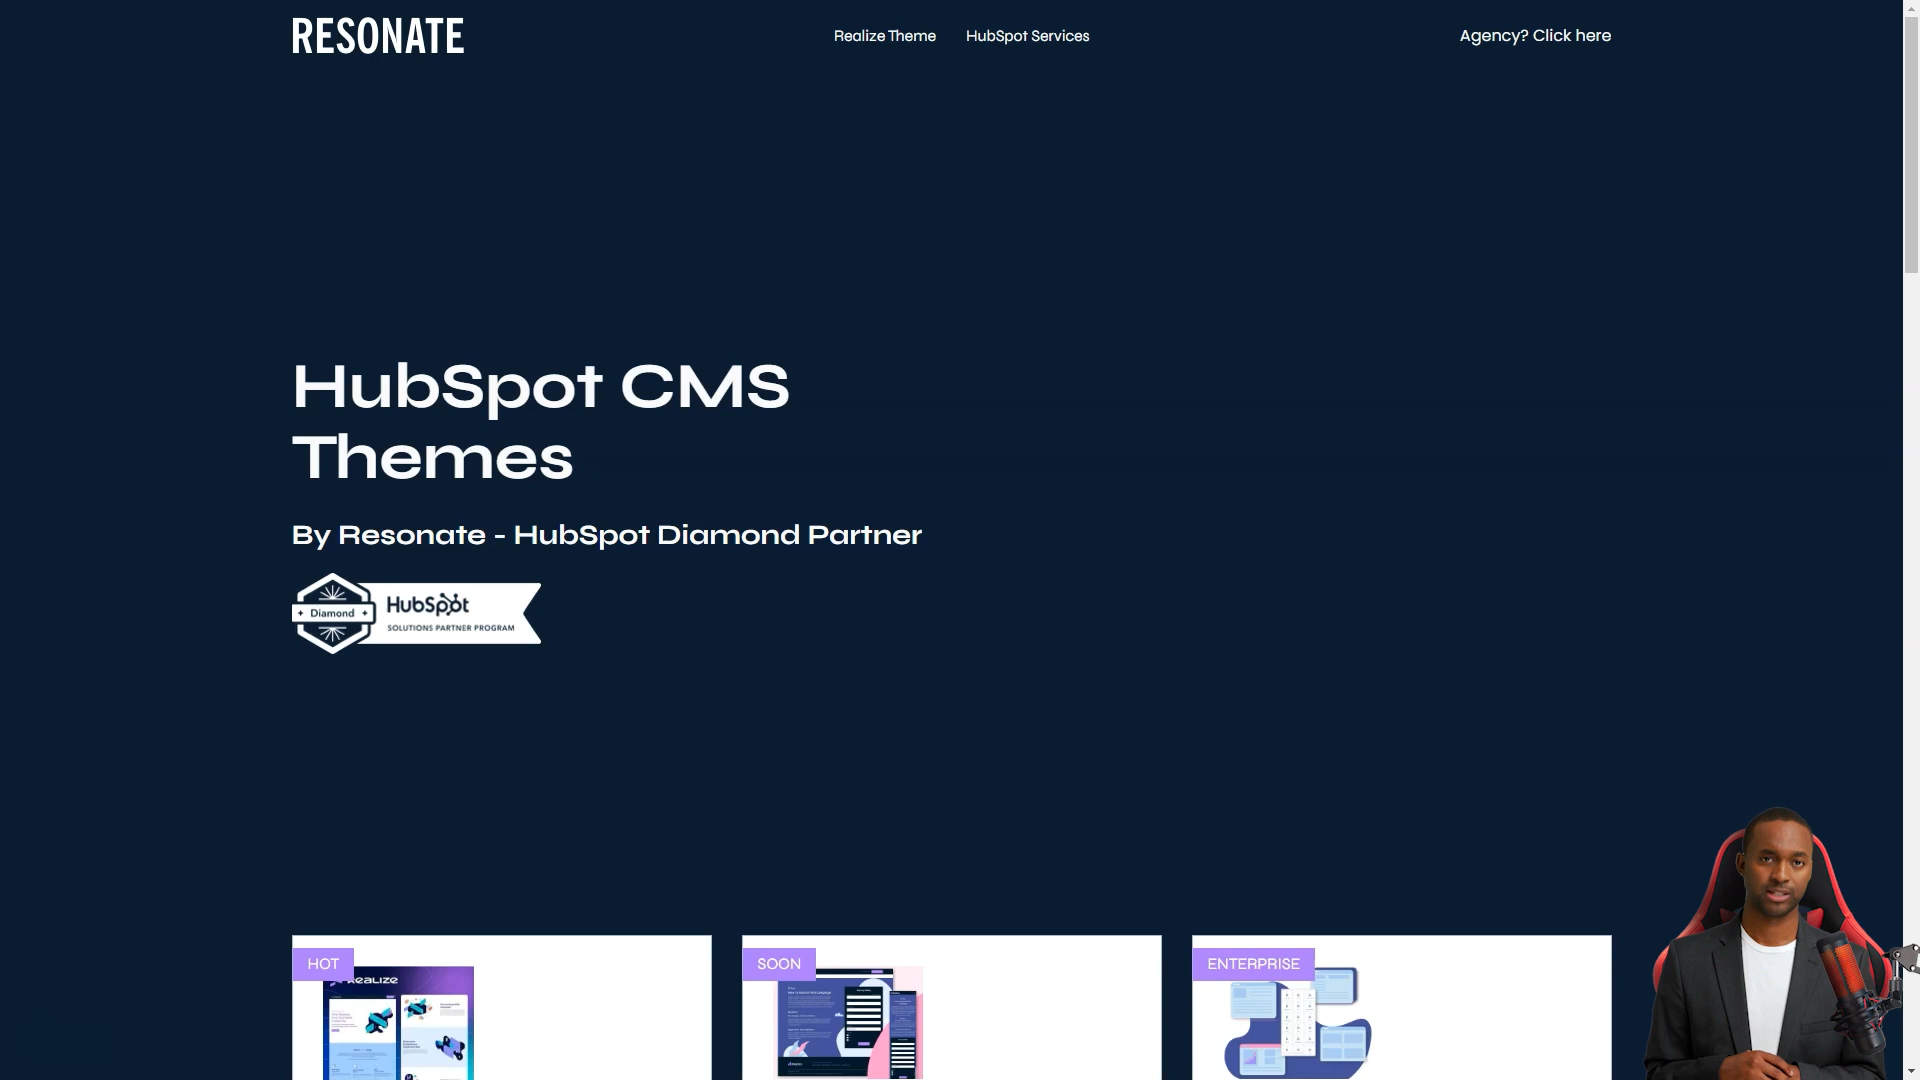 RESONATE
Realize Theme
HubSpot Services
Agency? Click here
HubSpot CMS
Themes
By Resonate - HubSpot Diamond Partner
Diamond
HubSpot
SOLUTIONS PARTNER PROGRAM
HOT
SOON
ENTERPRISE
REALIZE